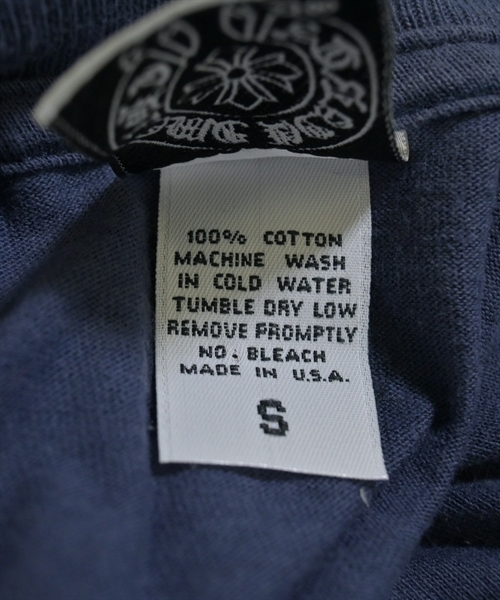 100% COTTON
MACHINE WASH
IN COLD WATER
TUMBLE DRY LOW
REMOVE PROMPTLY
NO. BLEACH
MADE IN U.S.A.
S